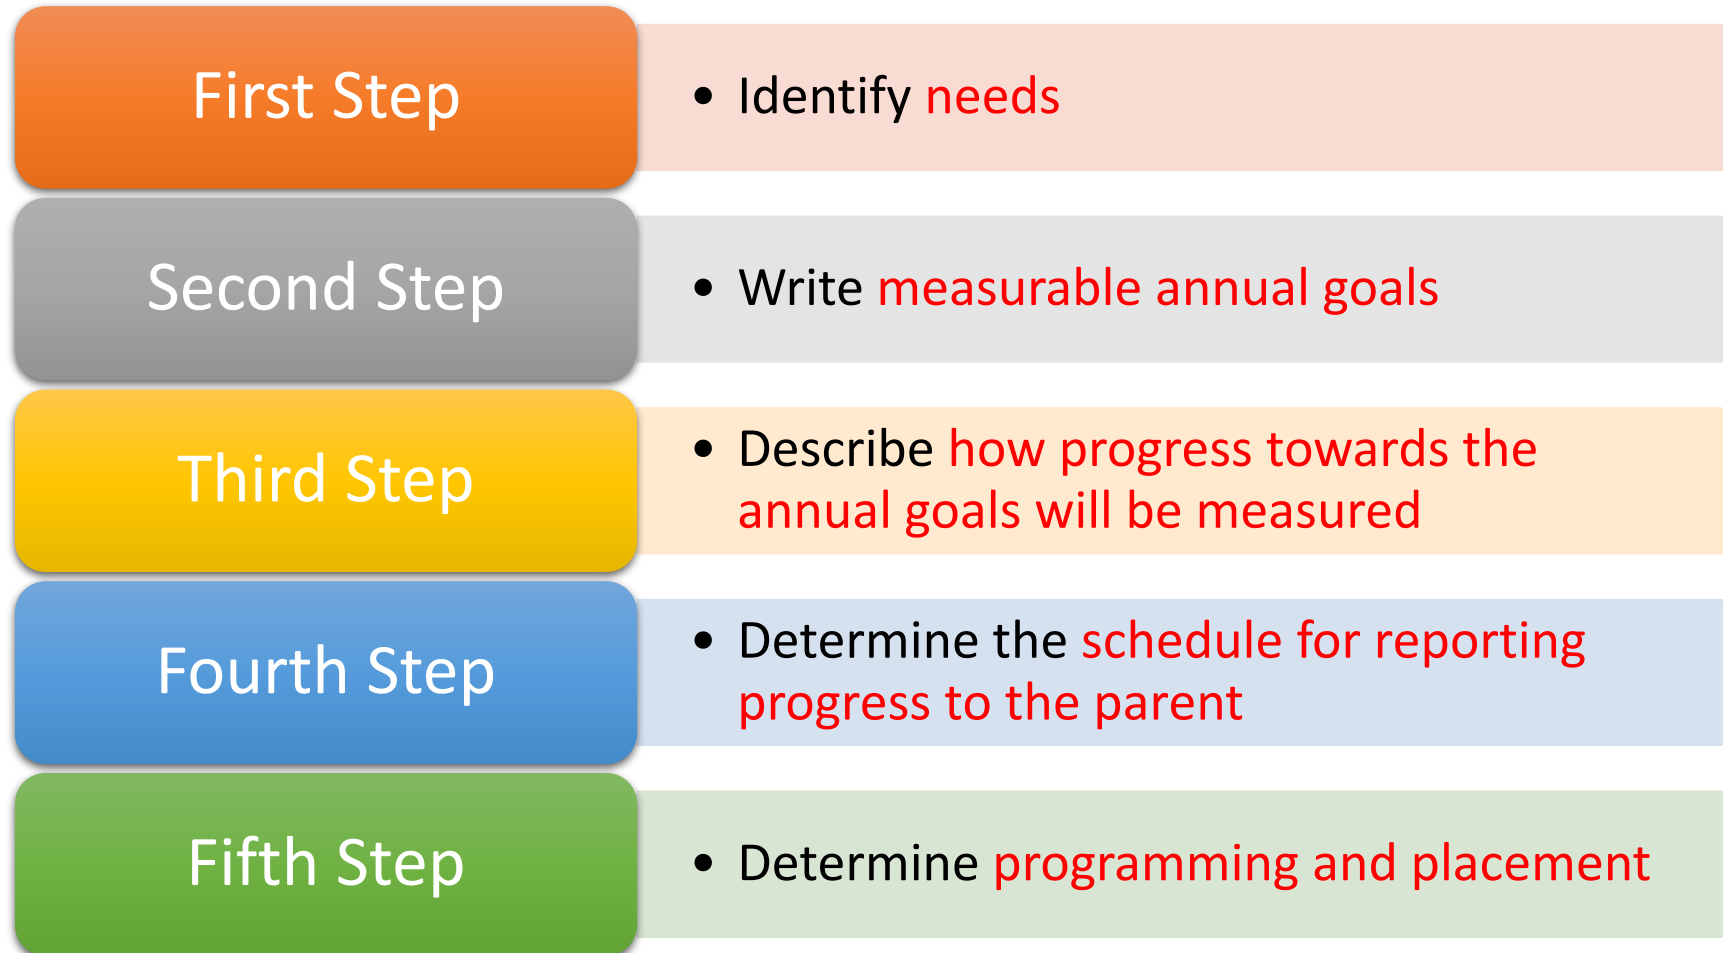 First Step
• Identify needs
Second Step
• Write measurable annual goals
Third Step
• Describe how progress towards the
annual goals will be measured
Fourth Step
• Determine the schedule for reporting
progress to the parent
Fifth Step
• Determine programming and placement